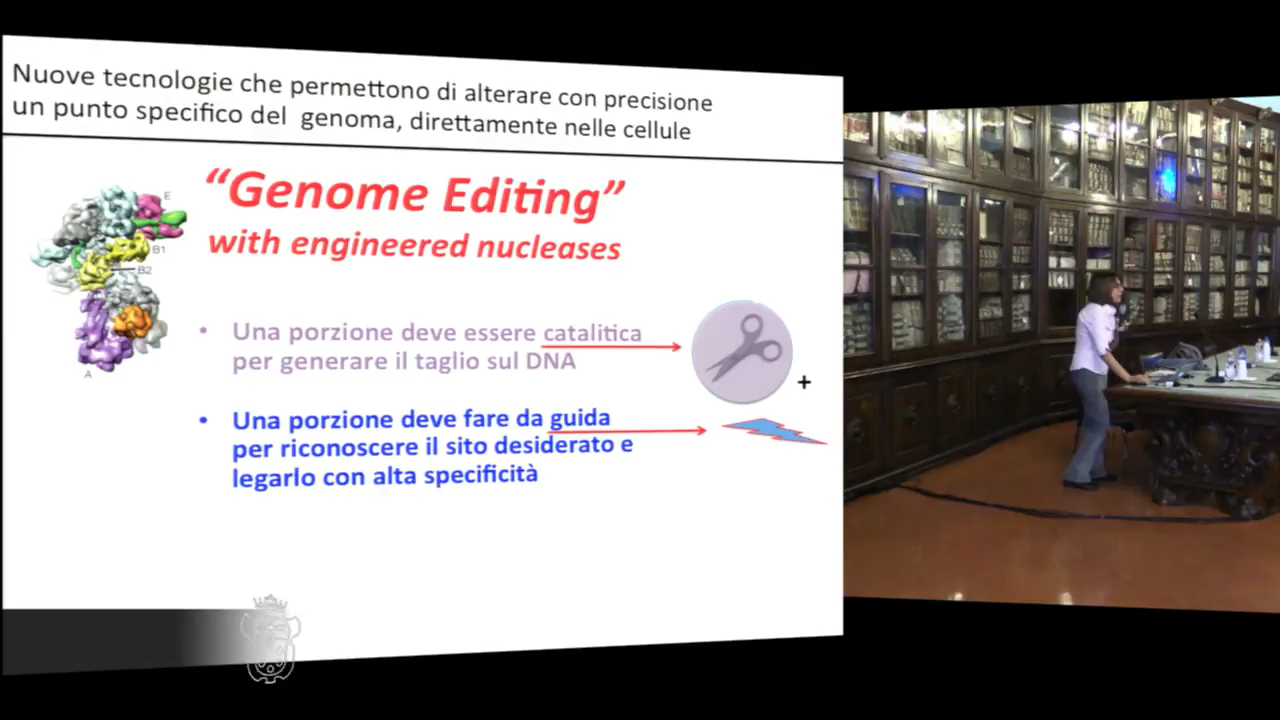 Nuove tecnologie che permettono di alterare con precisione
un punto specifico del genoma, direttamente nelle cellule
“Genome Editing”
with engineered nucleases
E
B1
B2
A
• Una porzione deve essere catalitica
per generare il taglio sul DNA
+
• Una porzione deve fare da guida
per riconoscere il sito desiderato e
legarlo con alta specificità